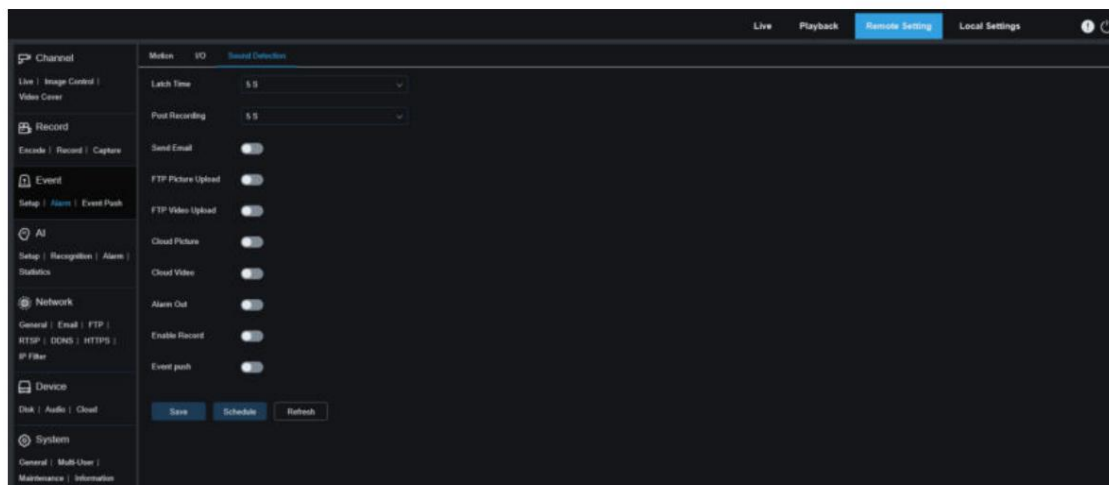 Live Playback Remote Setting Local Settings
Channel
Live | Image Control |
Video Cover
Record
Encode | Record | Capture
Event
Setup | Alarm | Event Push
AI
Setup | Recognition | Alarm |
Statistics
Network
General | Email | FTP |
RTSP | DDNS | HTTPS |
IP Filter
Device
Disk | Audio | Cloud
System
General | Multi-User |
Maintenance | Information
Motion I/O Sound Detection
Latch Time 5 S
Post Recording 5 S
Send Email
FTP Picture Upload
FTP Video Upload
Cloud Picture
Cloud Video
Alarm Out
Enable Record
Event push
Save Schedule Refresh